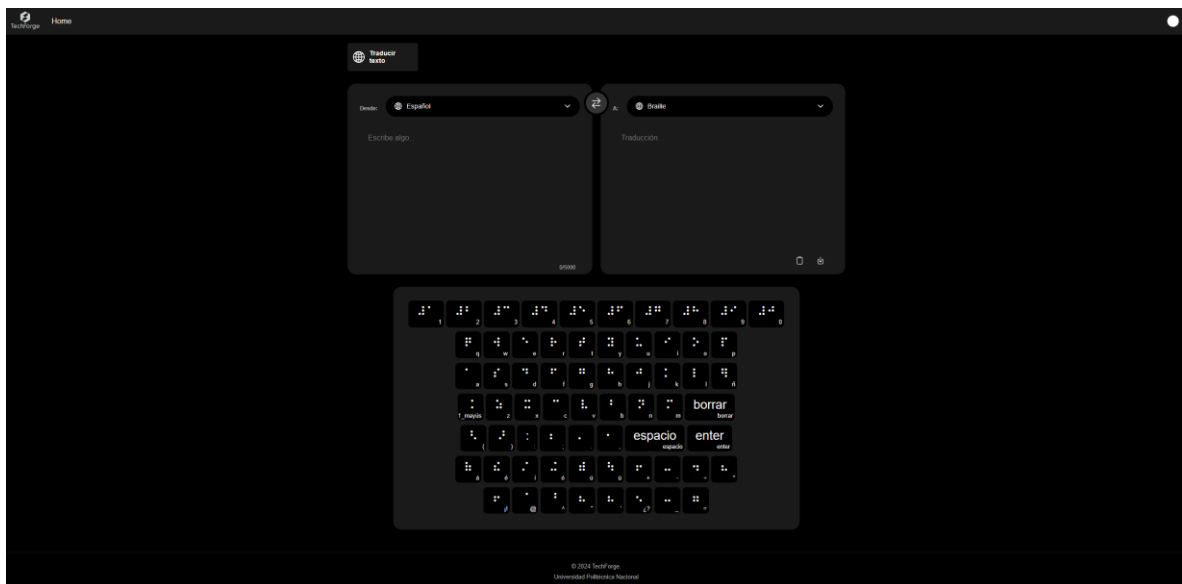 TechForge
Home
Traducir
texto
Desde: Español
A: Braille
Escribe algo...
Traducción...
0/5000
1 2 3 4 5 6 7 8 9 0
q w e r t y u i o p
a s d f g h j k l ñ
↑_mayús z x c v b n m borrar
borrar
( ) : ; . , espacio enter
espacio enter
á é í ó ú ü + - ÷ *
¡! @ ^ " ' ¿? _ =
© 2024 TechForge.
Universidad Politécnica Nacional